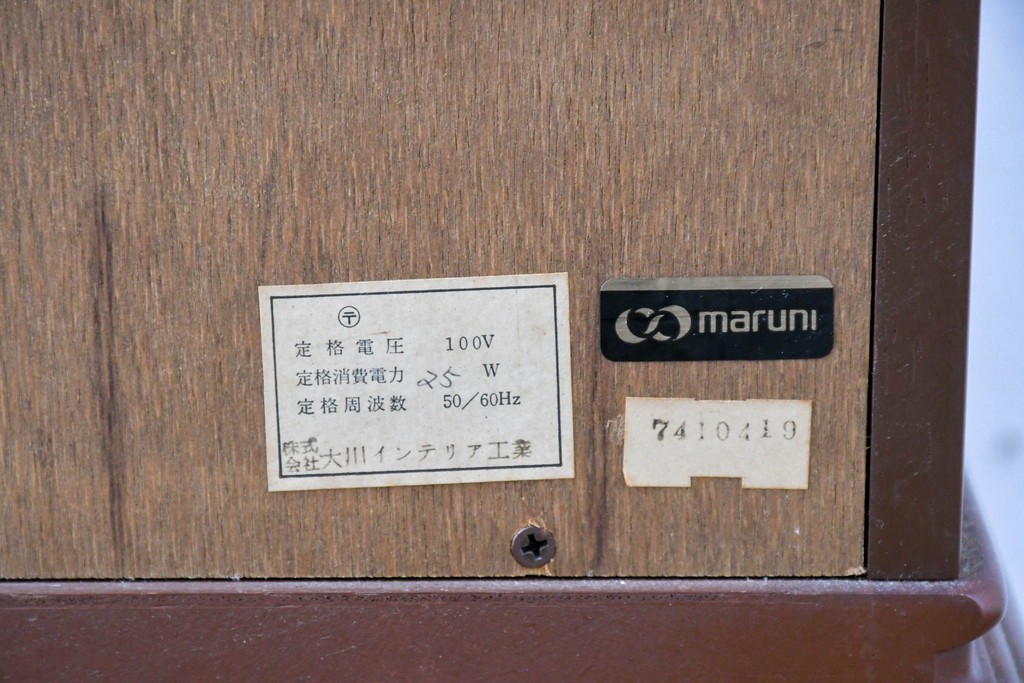 〒
定格電圧 100V
定格消費電力 25 W
定格周波数 50/60Hz
株式会社 大川インテリア工業
maruni
7410419